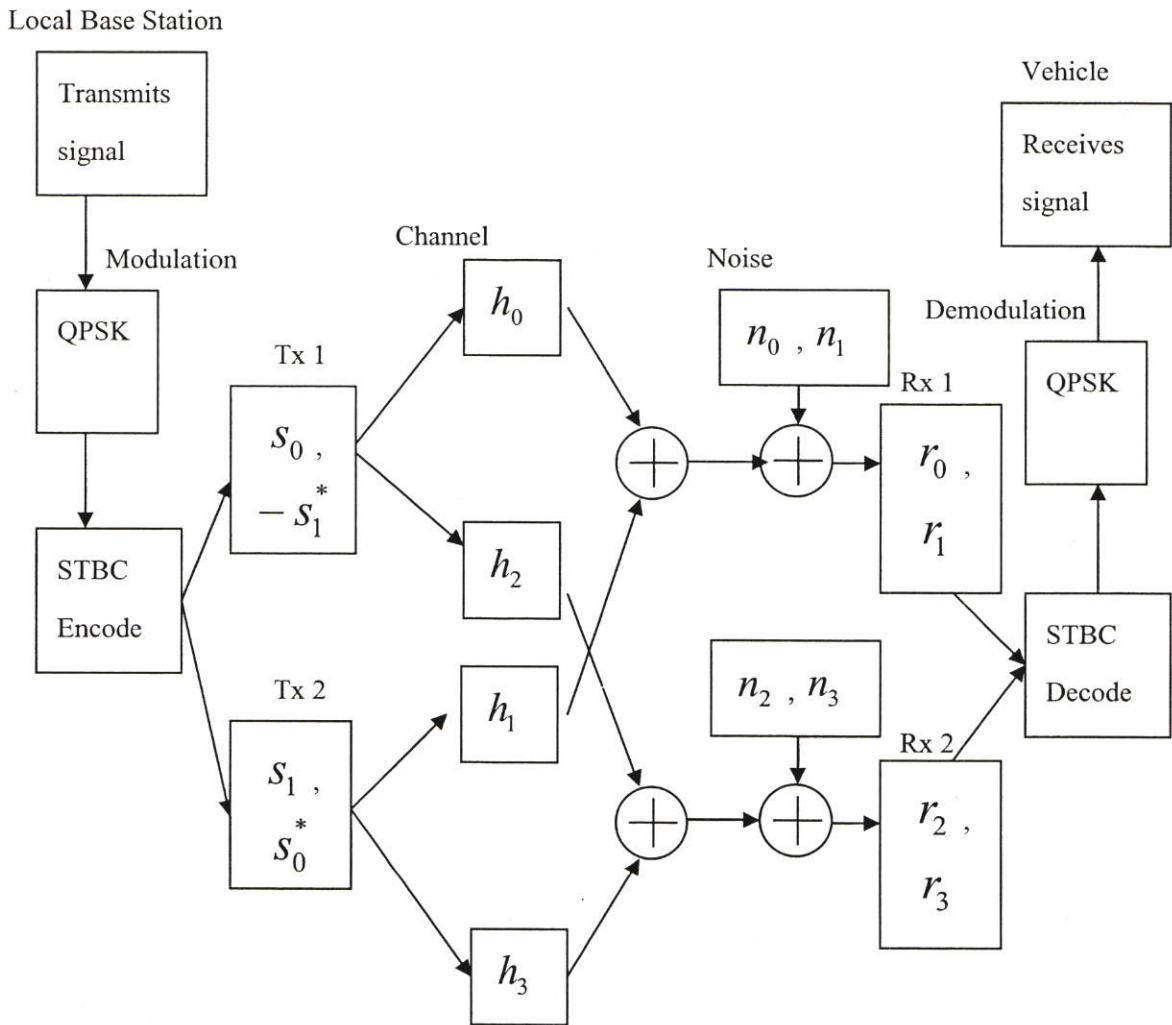 Local Base Station
Transmits
signal
Modulation
QPSK
STBC
Encode
Tx 1
s₀ ,
− s₁*
Tx 2
s₁ ,
s₀*
Channel
h₀
h₂
h₁
h₃
Noise
n₀ , n₁
n₂ , n₃
Rx 1
r₀ ,
r₁
Rx 2
r₂ ,
r₃
STBC
Decode
Demodulation
QPSK
Vehicle
Receives
signal